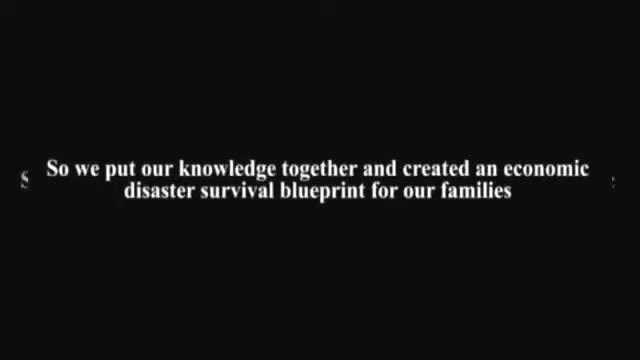 So we put our knowledge together and created an economic
disaster survival blueprint for our families